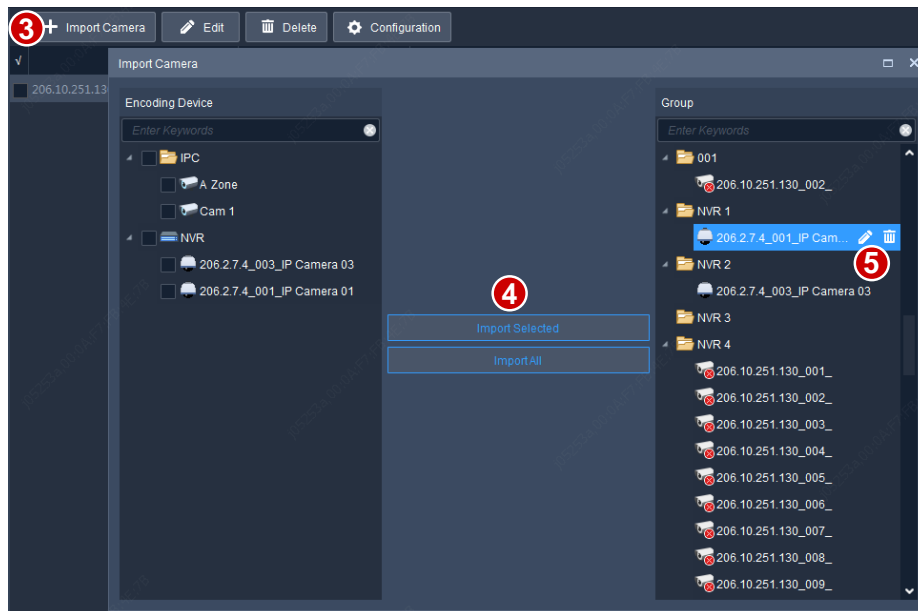 3 + Import Camera Edit Delete Configuration
√
206.10.251.13
Import Camera
Encoding Device
Enter Keywords
IPC
A Zone
Cam 1
NVR
206.2.7.4_003_IP Camera 03
206.2.7.4_001_IP Camera 01
4
Import Selected
Import All
Group
Enter Keywords
001
206.10.251.130_002_
NVR 1
206.2.7.4_001_IP Cam...
5
NVR 2
206.2.7.4_003_IP Camera 03
NVR 3
NVR 4
206.10.251.130_001_
206.10.251.130_002_
206.10.251.130_003_
206.10.251.130_004_
206.10.251.130_005_
206.10.251.130_006_
206.10.251.130_007_
206.10.251.130_008_
206.10.251.130_009_